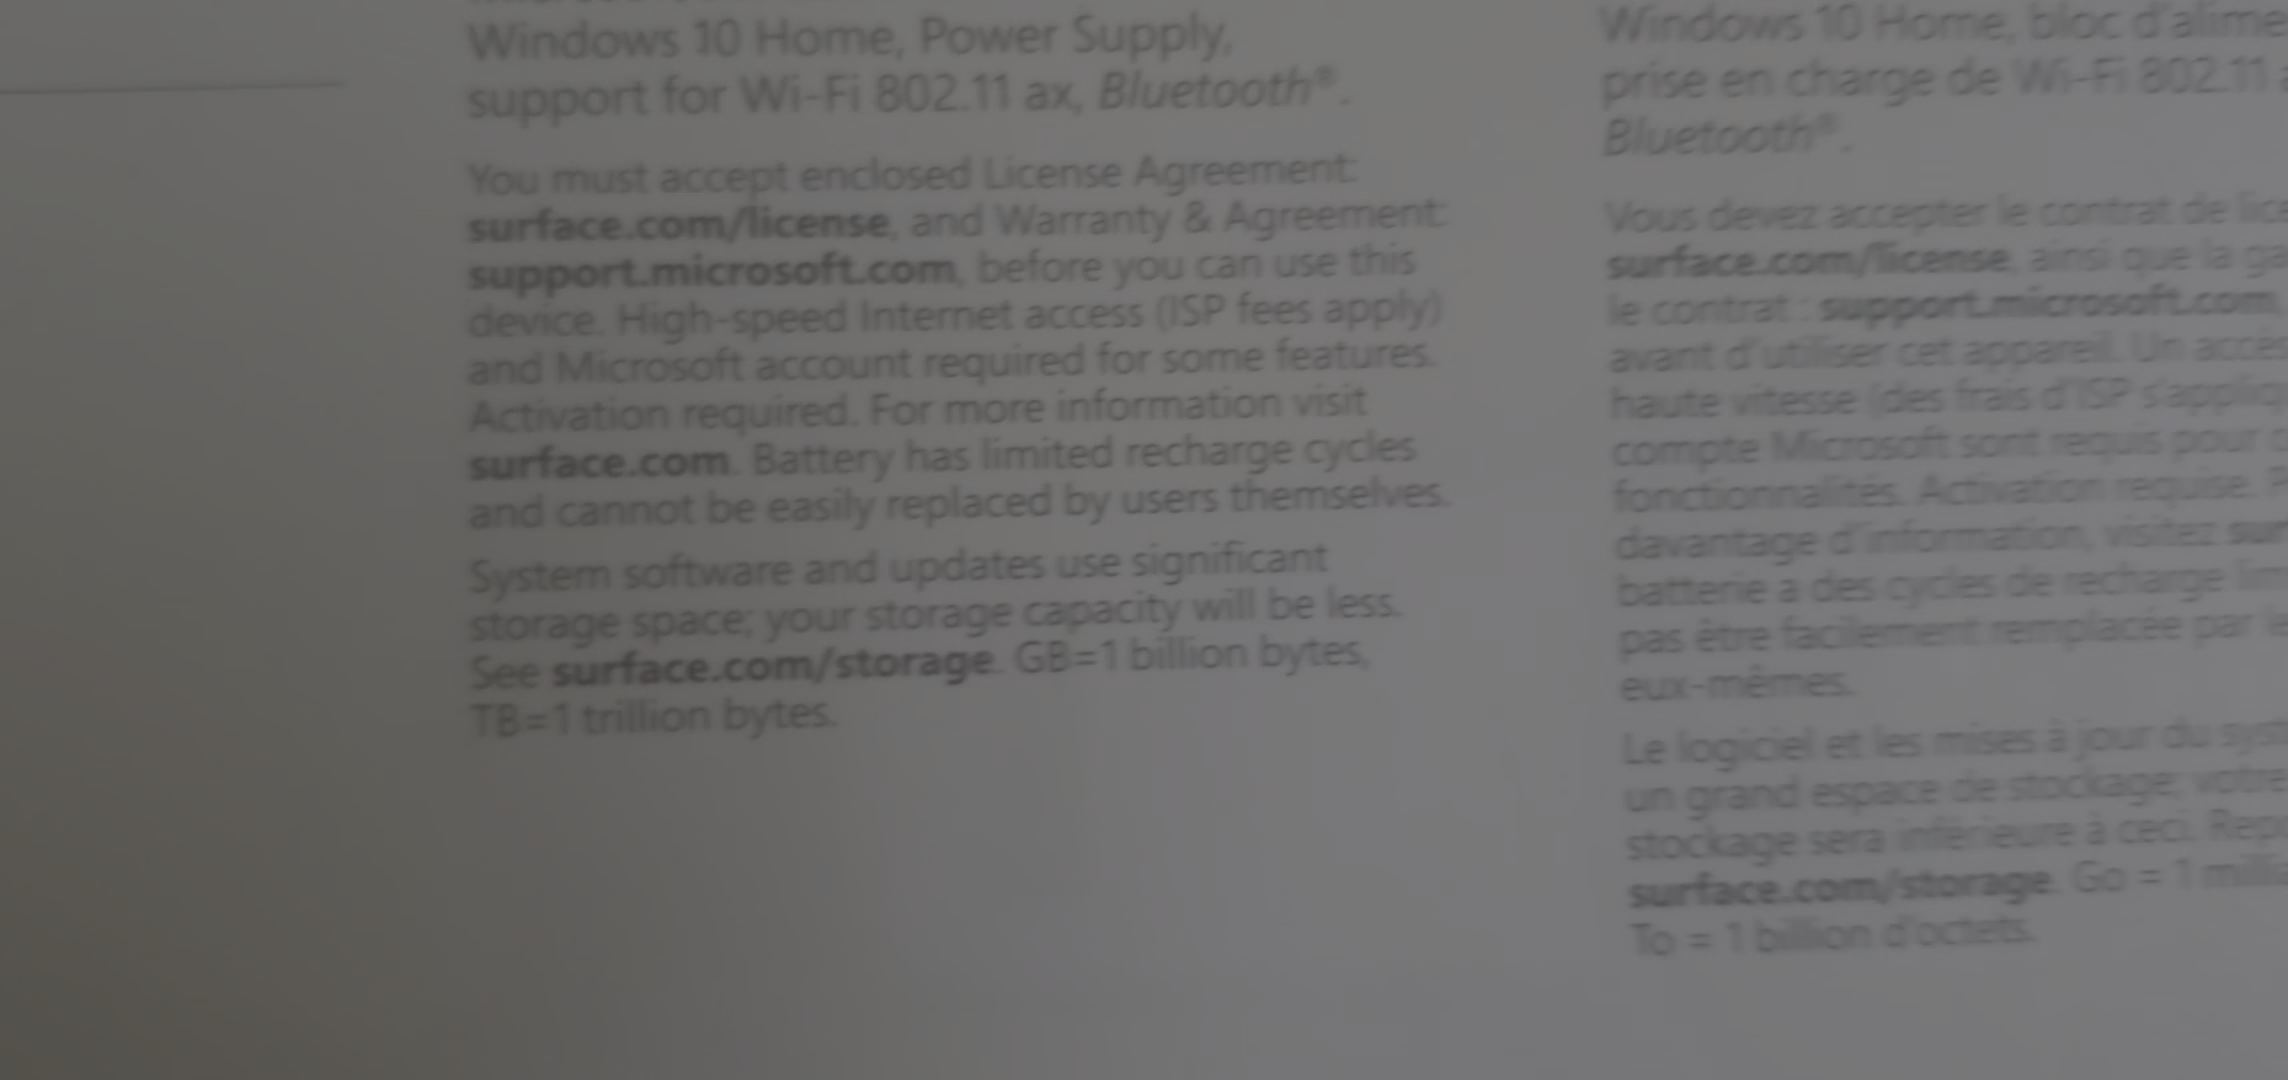 Windows 10 Home, Power Supply,
support for Wi-Fi 802.11 ax, Bluetooth®.
You must accept enclosed License Agreement:
surface.com/license, and Warranty & Agreement:
support.microsoft.com, before you can use this
device. High-speed Internet access (ISP fees apply)
and Microsoft account required for some features.
Activation required. For more information visit
surface.com. Battery has limited recharge cycles
and cannot be easily replaced by users themselves.
System software and updates use significant
storage space; your storage capacity will be less.
See surface.com/storage. GB=1 billion bytes,
TB=1 trillion bytes.
Windows 10 Home, bloc
prise en charge de Wi-Fi 802.11
Bluetooth®.
Vous devez accepter le contrat de
surface.com/license, ainsi que la
le contrat : support.microsoft.com,
avant d'utiliser cet appareil. Un accès
haute vitesse (des frais d'ISP
compte Microsoft sont requis pour
fonctionnalités. Activation requise.
davantage d'information, visitez
batterie a des cycles de recharge
pas être facilement remplacée par
eux-mêmes.
Le logiciel et les mises à jour du
un grand espace de stockage; votre
stockage sera inférieure à ceci.
surface.com/storage. Go = 1
To = 1 billion d'octets.